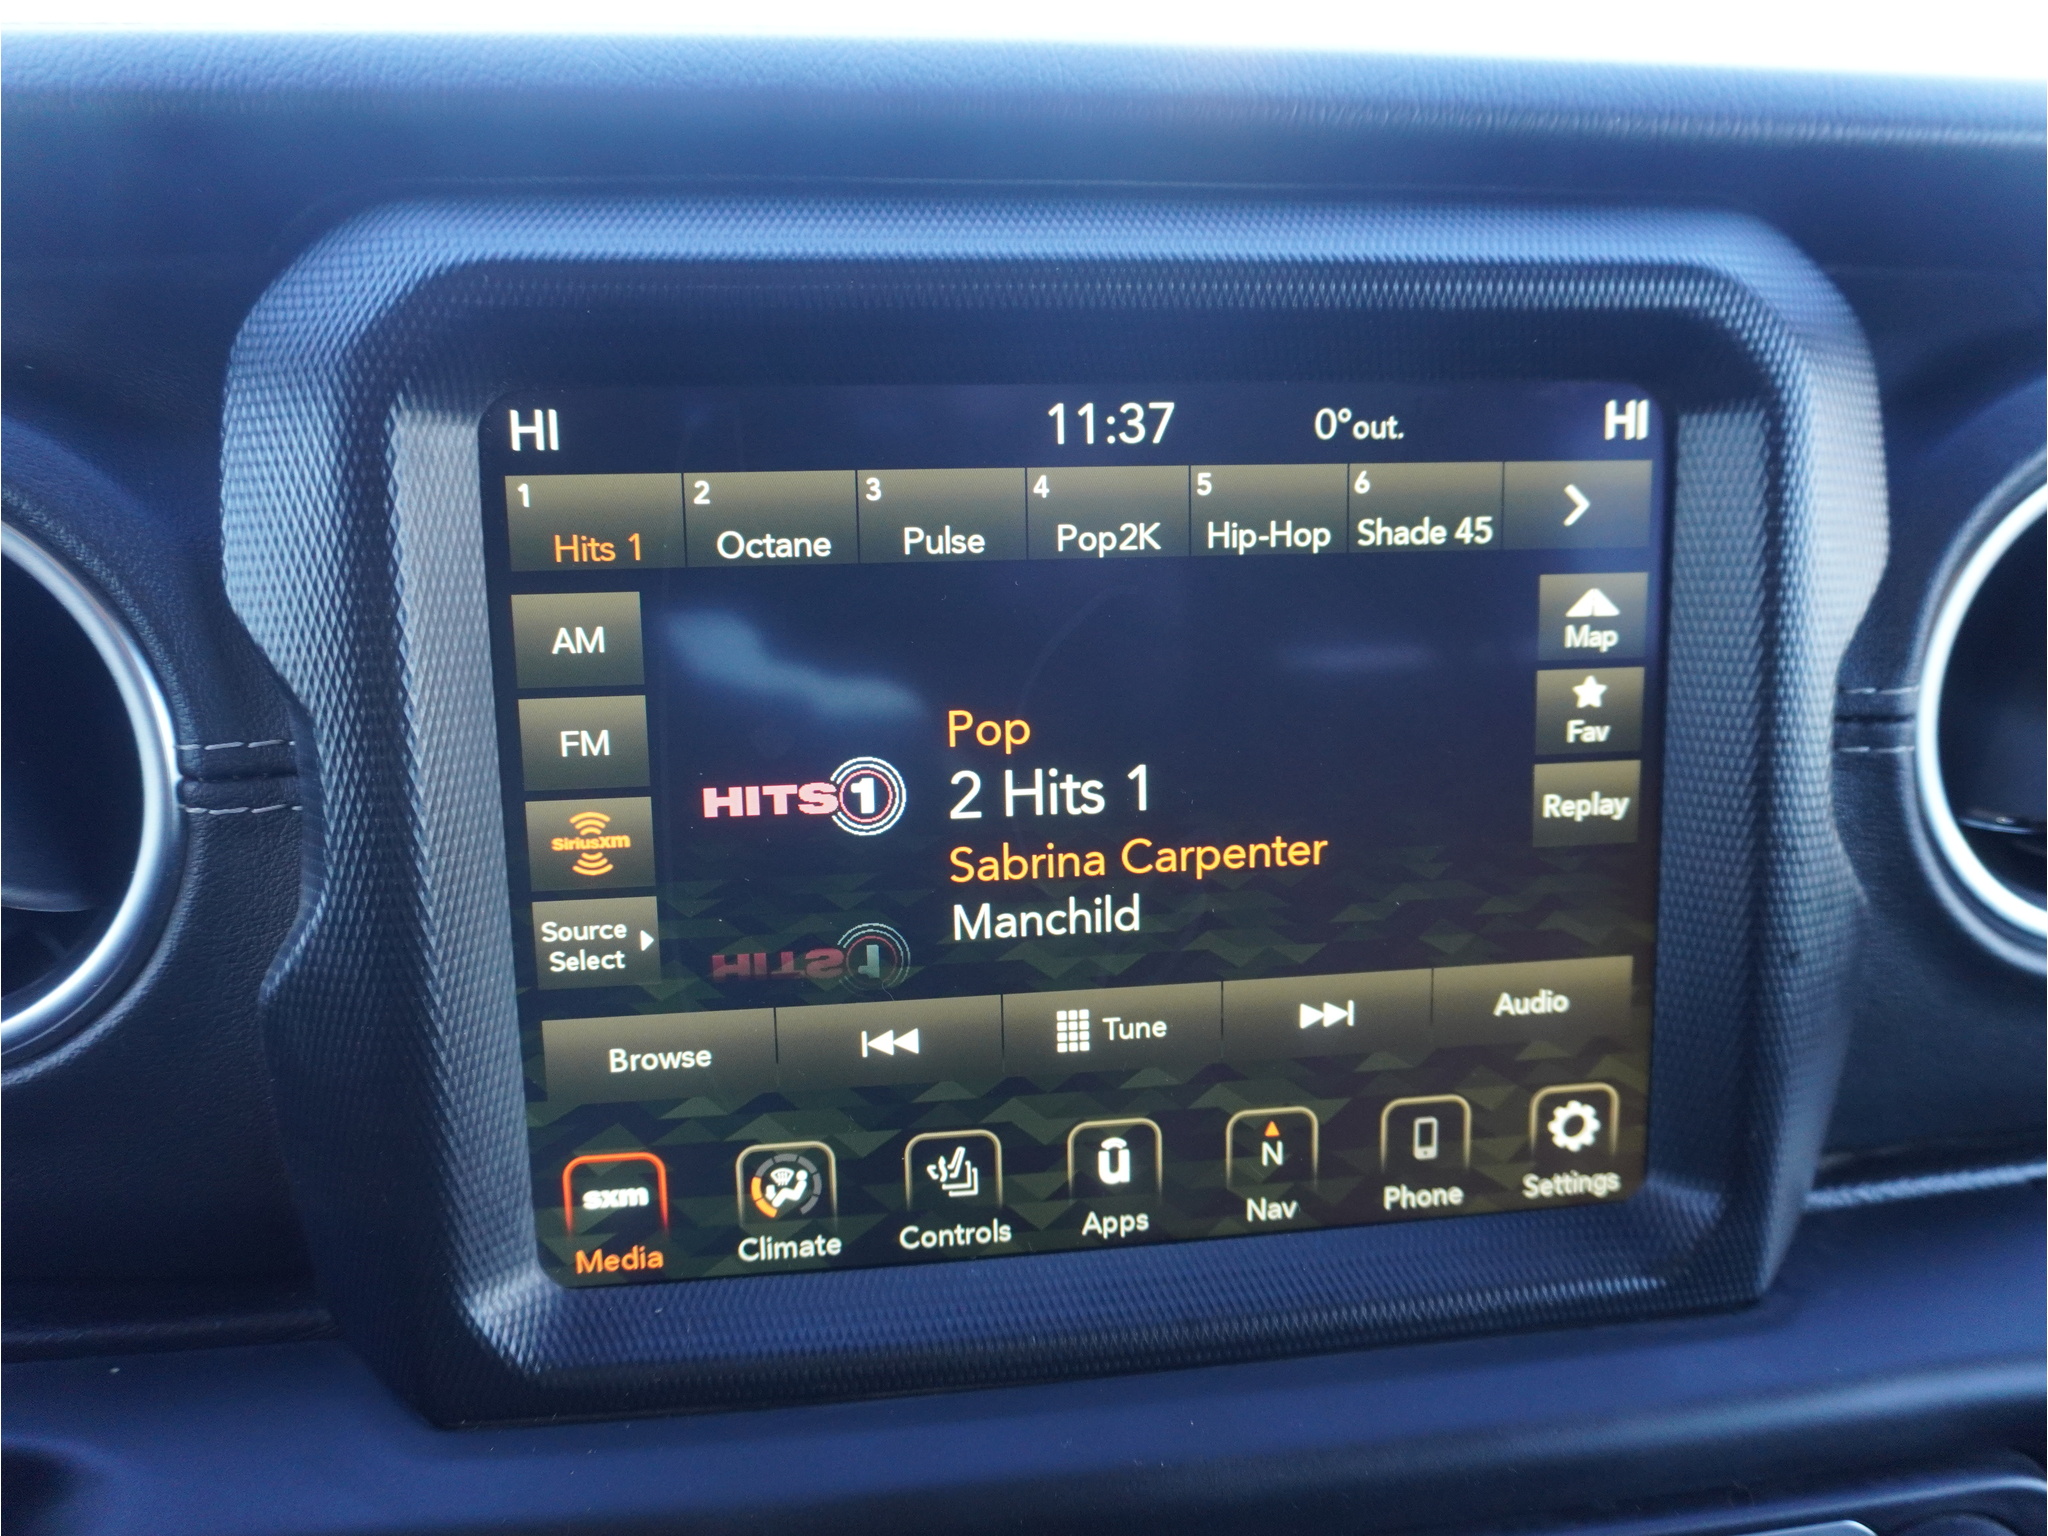 HI 11:37 0°out. HI
1 2 3 4 5 6
Hits 1 Octane Pulse Pop2K Hip-Hop Shade 45
AM
FM
SiriusXm
Source
Select
HITS 1
Pop
2 Hits 1
Sabrina Carpenter
Manchild
Map
Fav
Replay
Browse Tune Audio
sxm
Media
Climate
Controls
ū
Apps
N
Nav
Phone
Settings